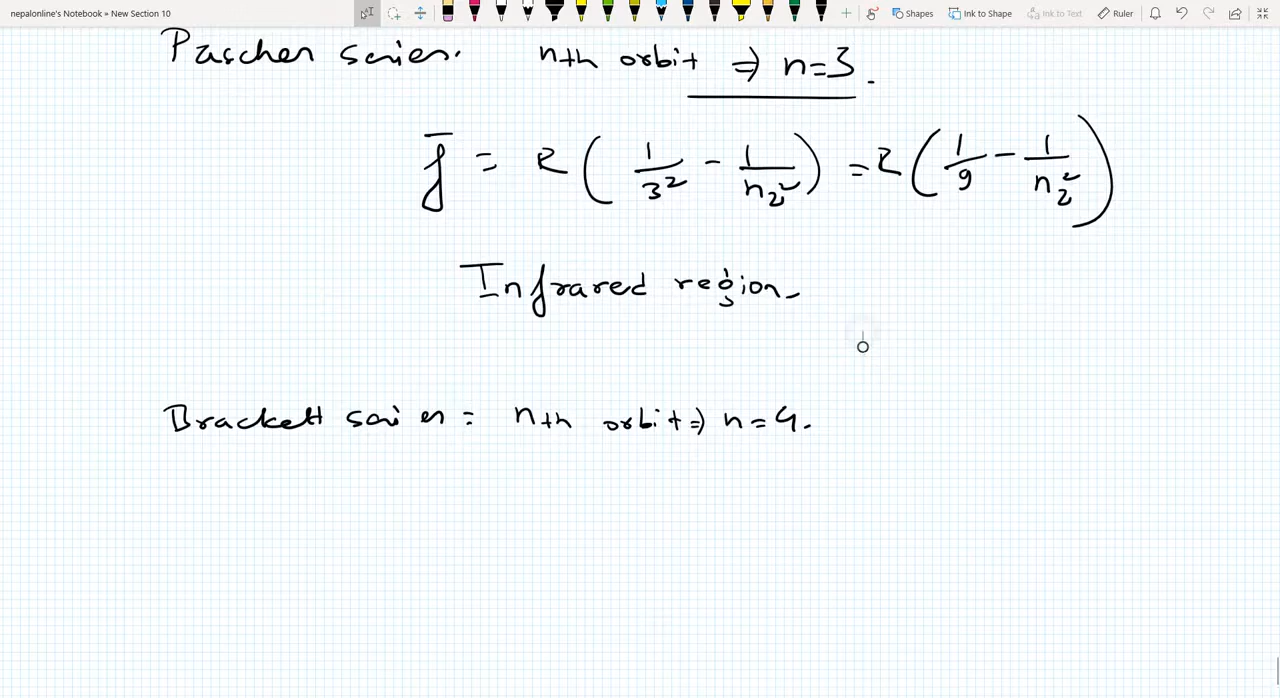 nepalonline's Notebook » New Section 10
Shapes Ink to Shape Ink to Text Ruler
Paschen series. nth orbit ⇒ n=3.
f̄ = R ( 1/3² - 1/n₂² ) = R ( 1/9 - 1/n₂² )
Infrared region.
Brackett series = nth orbit ⇒ n=4.